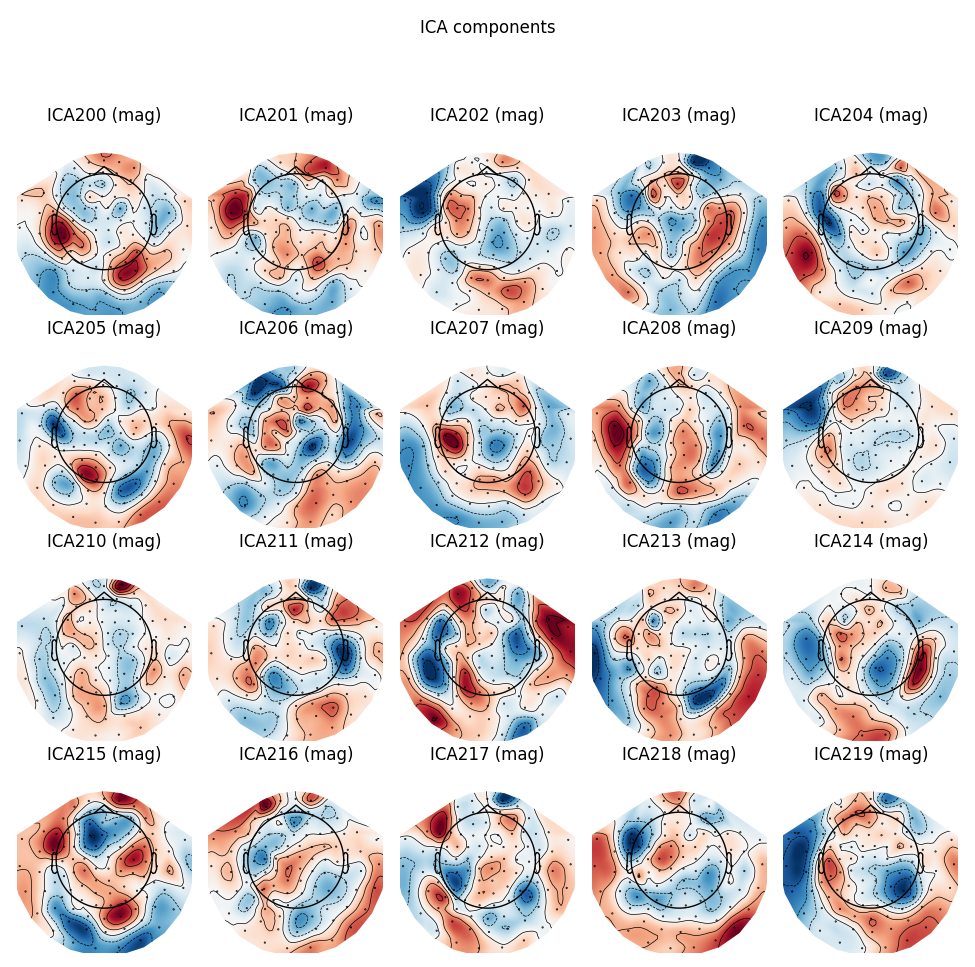 ICA components
ICA200 (mag) ICA201 (mag) ICA202 (mag) ICA203 (mag) ICA204 (mag)
ICA205 (mag) ICA206 (mag) ICA207 (mag) ICA208 (mag) ICA209 (mag)
ICA210 (mag) ICA211 (mag) ICA212 (mag) ICA213 (mag) ICA214 (mag)
ICA215 (mag) ICA216 (mag) ICA217 (mag) ICA218 (mag) ICA219 (mag)